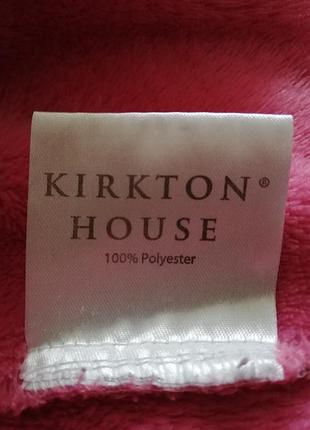 KIRKTON®
HOUSE
100% Polyester